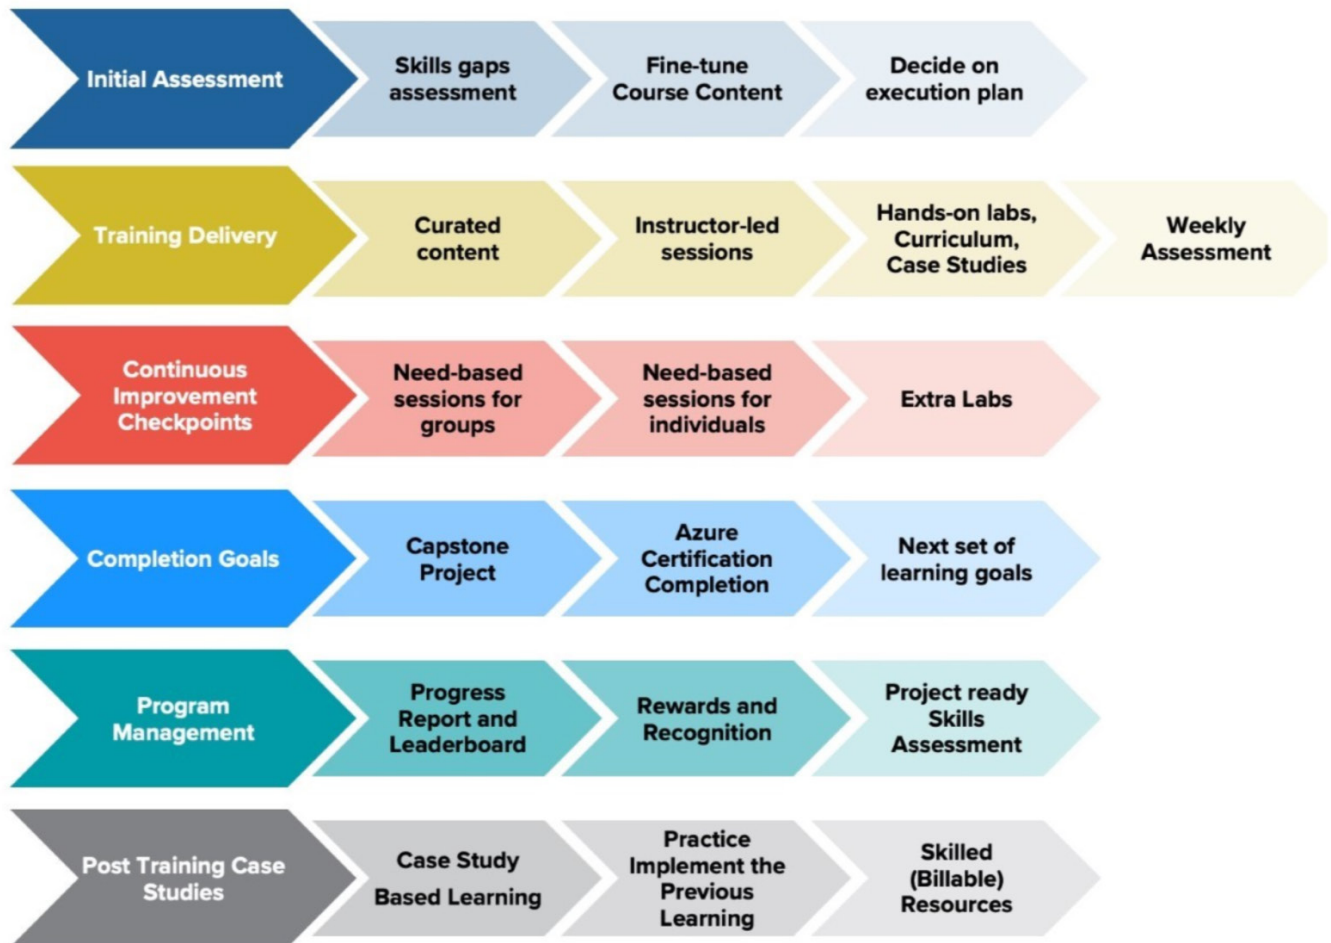 Initial Assessment
Skills gaps
assessment
Fine-tune
Course Content
Decide on
execution plan
Training Delivery
Curated
content
Instructor-led
sessions
Hands-on labs,
Curriculum,
Case Studies
Weekly
Assessment
Continuous
Improvement
Checkpoints
Need-based
sessions for
groups
Need-based
sessions for
individuals
Extra Labs
Completion Goals
Capstone
Project
Azure
Certification
Completion
Next set of
learning goals
Program
Management
Progress
Report and
Leaderboard
Rewards and
Recognition
Project ready
Skills
Assessment
Post Training Case
Studies
Case Study
Based Learning
Practice
Implement the
Previous
Learning
Skilled
(Billable)
Resources